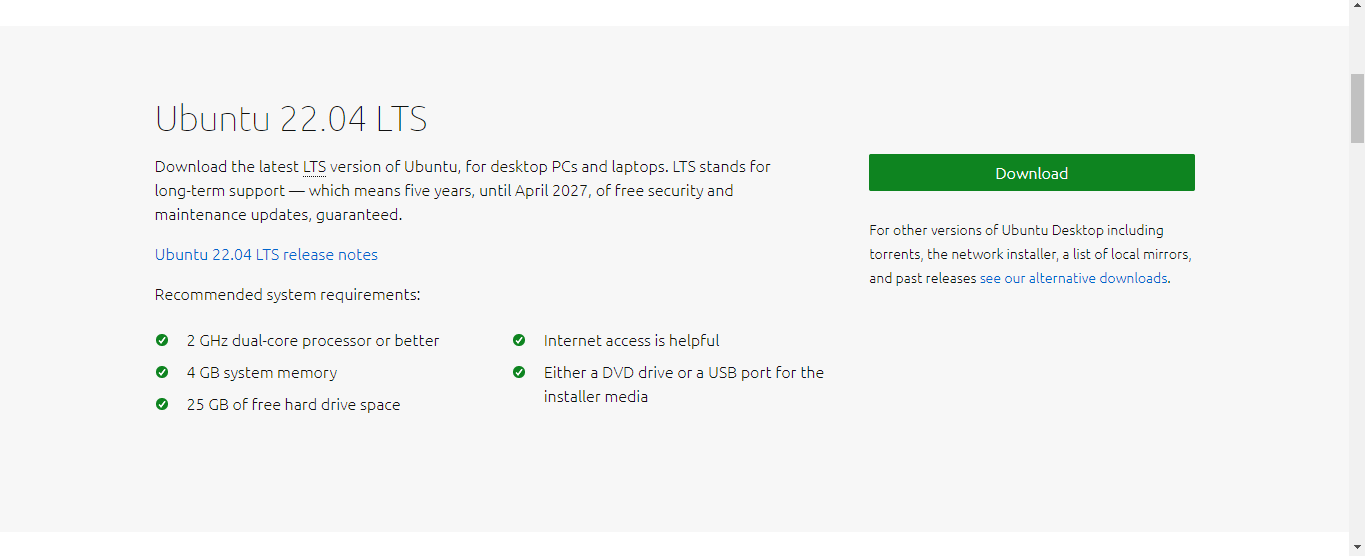 Ubuntu 22.04 LTS
Download the latest LTS version of Ubuntu, for desktop PCs and laptops. LTS stands for
long-term support — which means five years, until April 2027, of free security and
maintenance updates, guaranteed.
Ubuntu 22.04 LTS release notes
Recommended system requirements:
2 GHz dual-core processor or better
4 GB system memory
25 GB of free hard drive space
Internet access is helpful
Either a DVD drive or a USB port for the
installer media
Download
For other versions of Ubuntu Desktop including
torrents, the network installer, a list of local mirrors,
and past releases see our alternative downloads.